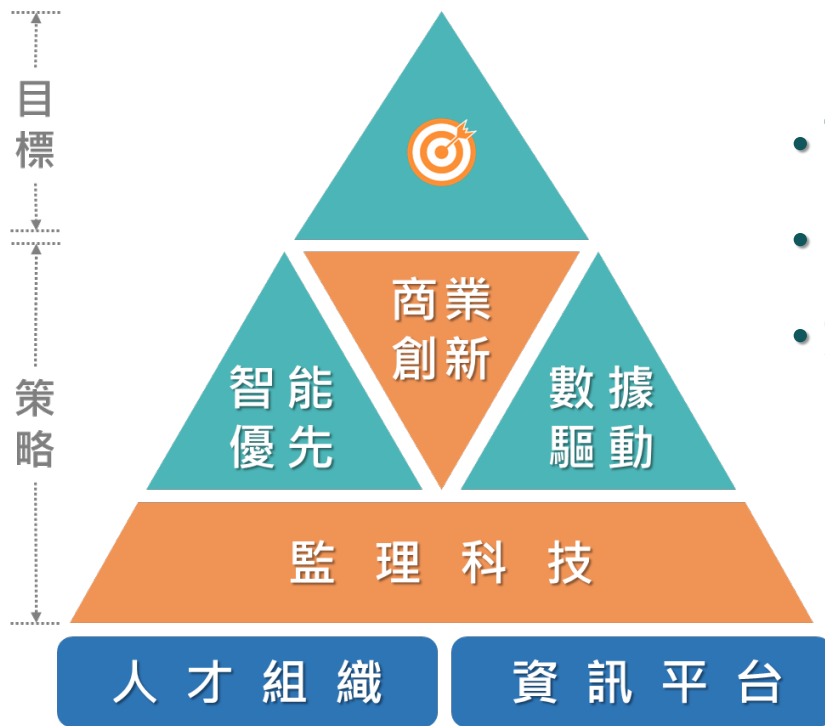 目標
商業
創新
智能
優先
數據
驅動
策略
監理科技
人才組織
資訊平台